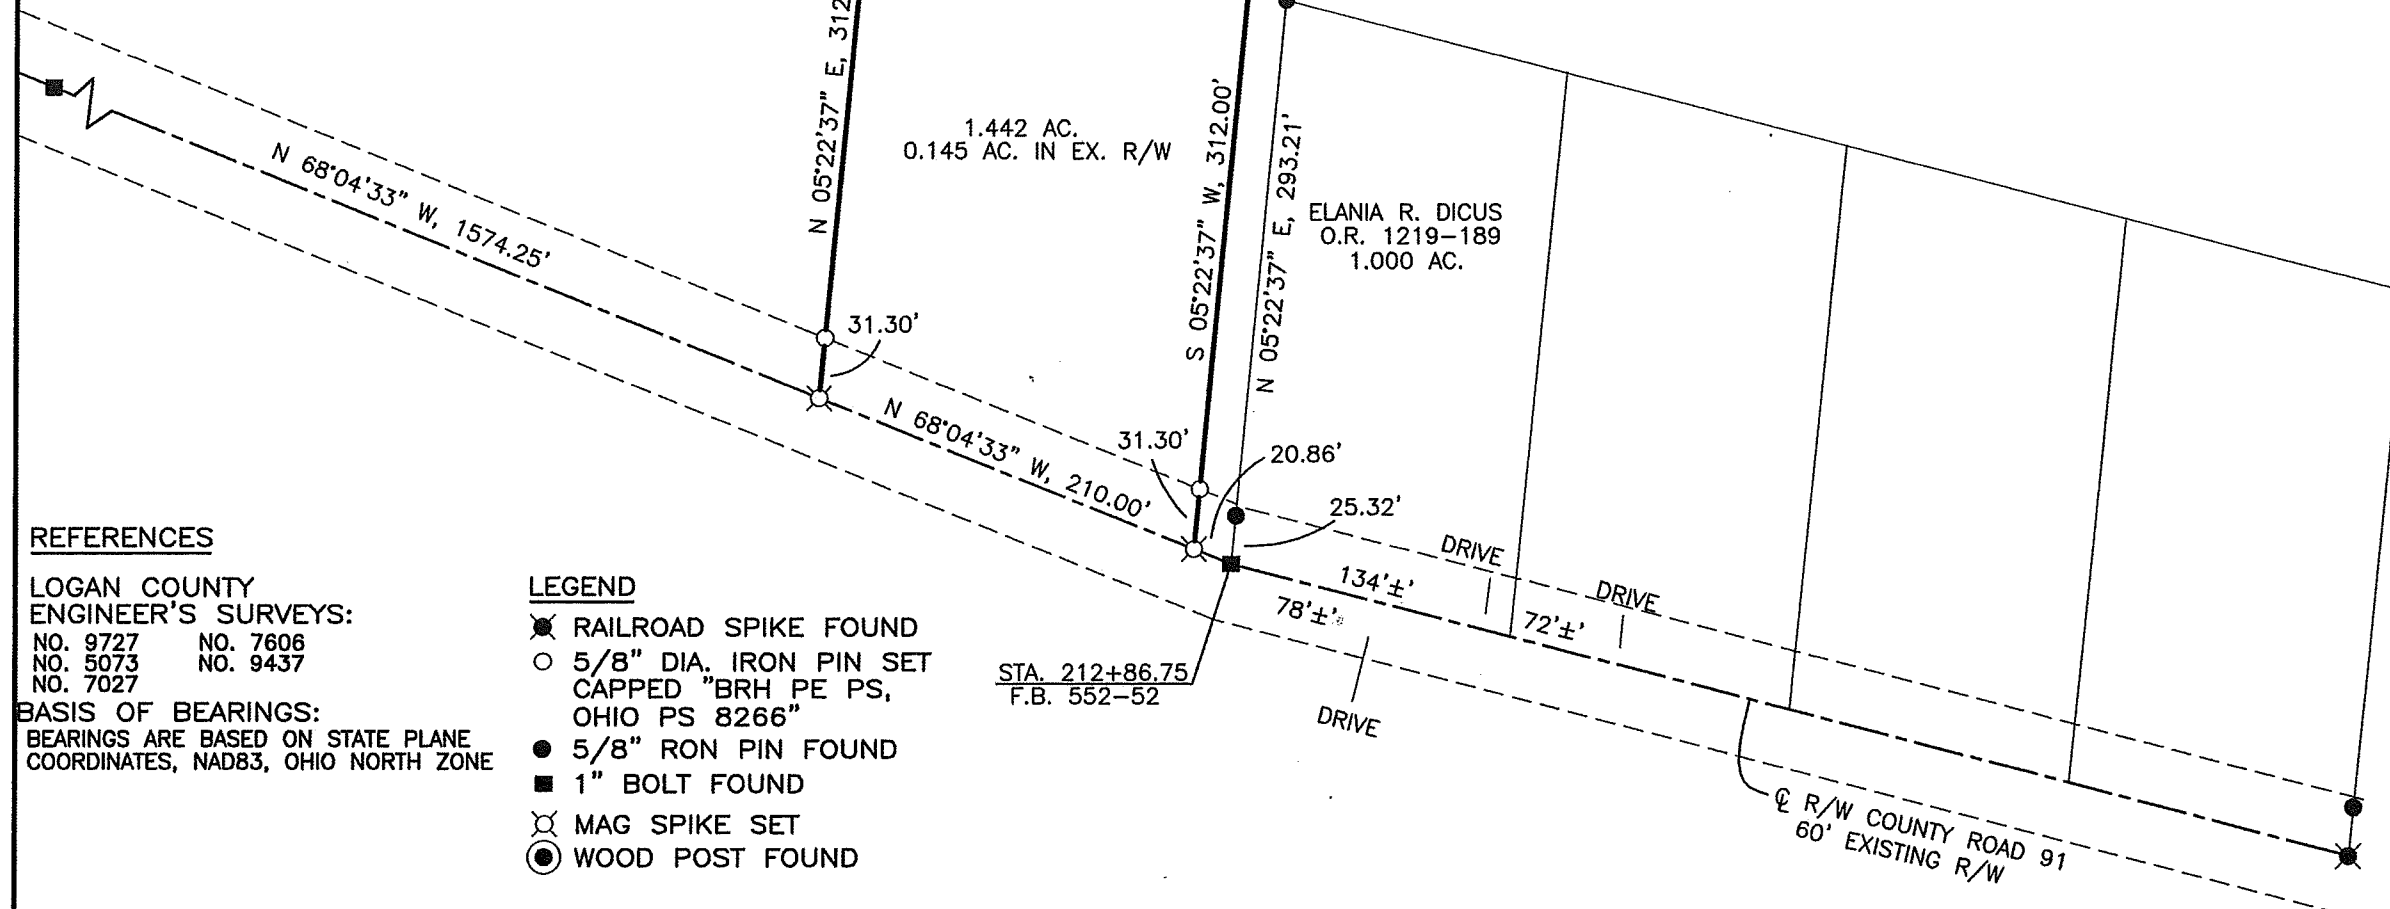 N 05°22'37" E, 312
1.442 AC.
0.145 AC. IN EX. R/W
S 05°22'37" W, 312.00'
N 05°22'37" E, 293.21'
ELANIA R. DICUS
O.R. 1219-189
1.000 AC.
N 68°04'33" W, 1574.25'
31.30'
N 68°04'33" W, 210.00'
31.30'
20.86'
25.32'
DRIVE
DRIVE
134'±'
78'±'
72'±'
STA. 212+86.75
F.B. 552-52
DRIVE
℄ R/W COUNTY ROAD 91
60' EXISTING R/W
REFERENCES
LOGAN COUNTY
ENGINEER'S SURVEYS:
NO. 9727 NO. 7606
NO. 5073 NO. 9437
NO. 7027
BASIS OF BEARINGS:
BEARINGS ARE BASED ON STATE PLANE
COORDINATES, NAD83, OHIO NORTH ZONE
LEGEND
RAILROAD SPIKE FOUND
5/8" DIA. IRON PIN SET
CAPPED "BRH PE PS,
OHIO PS 8266"
5/8" RON PIN FOUND
1" BOLT FOUND
MAG SPIKE SET
WOOD POST FOUND